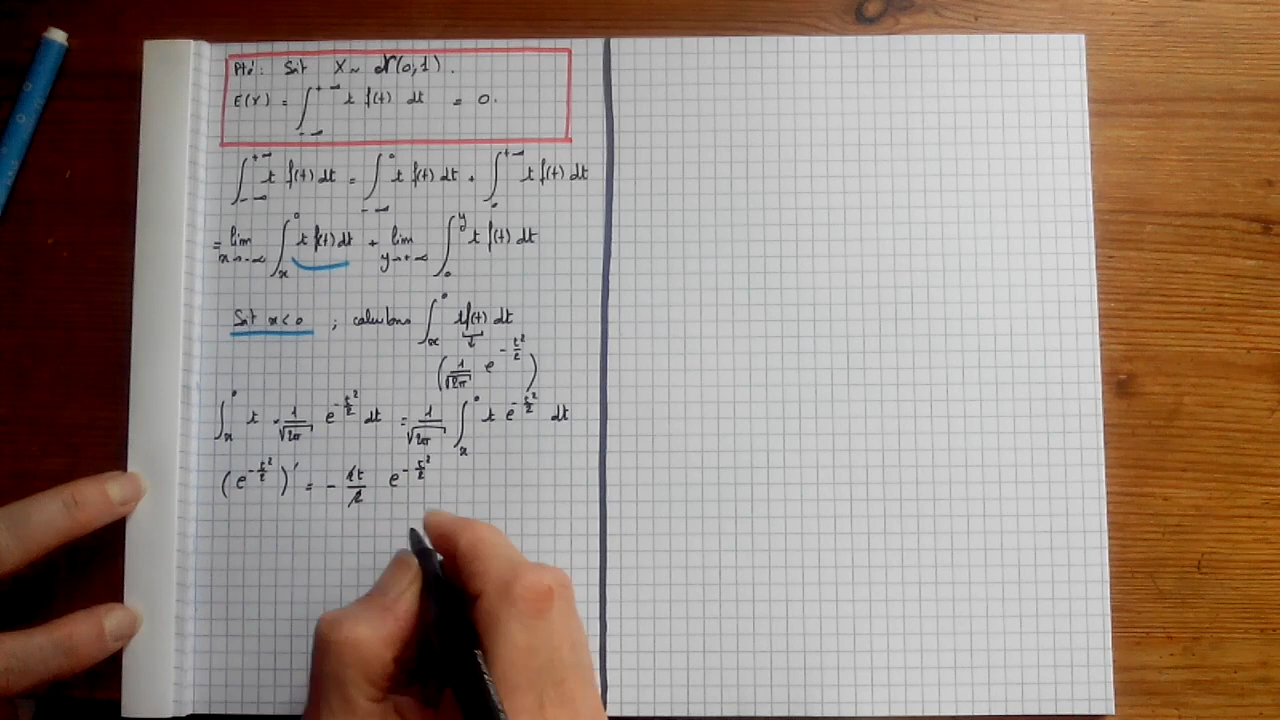 Pté : Soit X ~ N(0,1).
E(X) = ∫_{-∞}^{+∞} t f(t) dt = 0.
∫_{-∞}^{+∞} t f(t) dt = ∫_{-∞}^{0} t f(t) dt + ∫_{0}^{+∞} t f(t) dt
= lim_{x→-∞} ∫_{x}^{0} t f(t) dt + lim_{y→+∞} ∫_{0}^{y} t f(t) dt
Soit x < 0 ; calculons ∫_{x}^{0} t f(t) dt
(1/√2π e^{-t²/2})
∫_{x}^{0} t × 1/√2π e^{-t²/2} dt = 1/√2π ∫_{x}^{0} t e^{-t²/2} dt
(e^{-t²/2})' = - 2t/2 e^{-t²/2}